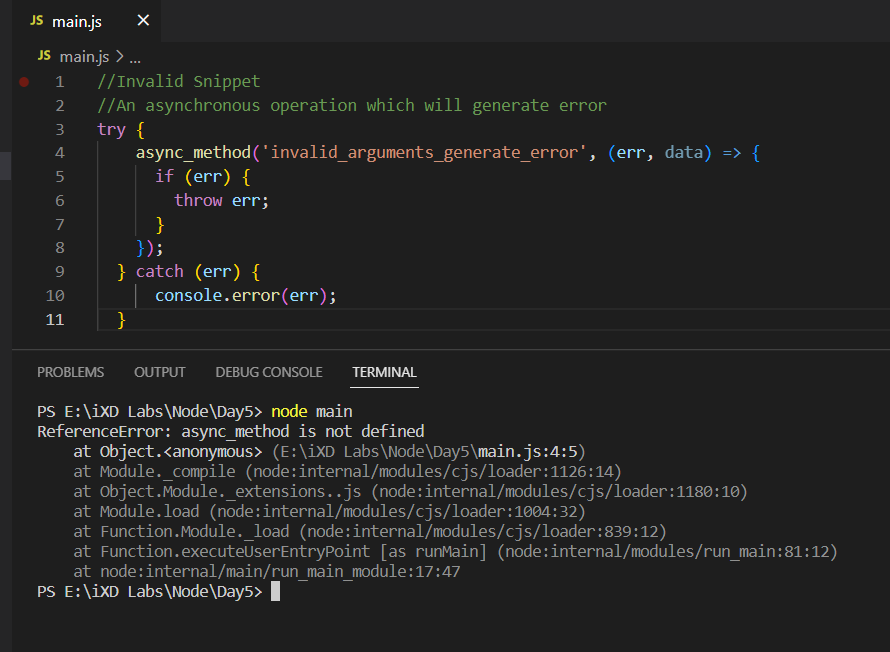 JS main.js ×
JS main.js > ...
1 //Invalid Snippet
2 //An asynchronous operation which will generate error
3 try {
4 async_method('invalid_arguments_generate_error', (err, data) => {
5 if (err) {
6 throw err;
7 }
8 });
9 } catch (err) {
10 console.error(err);
11 }
PROBLEMS OUTPUT DEBUG CONSOLE TERMINAL
PS E:\iXD Labs\Node\Day5> node main
ReferenceError: async_method is not defined
at Object.<anonymous> (E:\iXD Labs\Node\Day5\main.js:4:5)
at Module._compile (node:internal/modules/cjs/loader:1126:14)
at Object.Module._extensions..js (node:internal/modules/cjs/loader:1180:10)
at Module.load (node:internal/modules/cjs/loader:1004:32)
at Function.Module._load (node:internal/modules/cjs/loader:839:12)
at Function.executeUserEntryPoint [as runMain] (node:internal/modules/run_main:81:12)
at node:internal/main/run_main_module:17:47
PS E:\iXD Labs\Node\Day5>